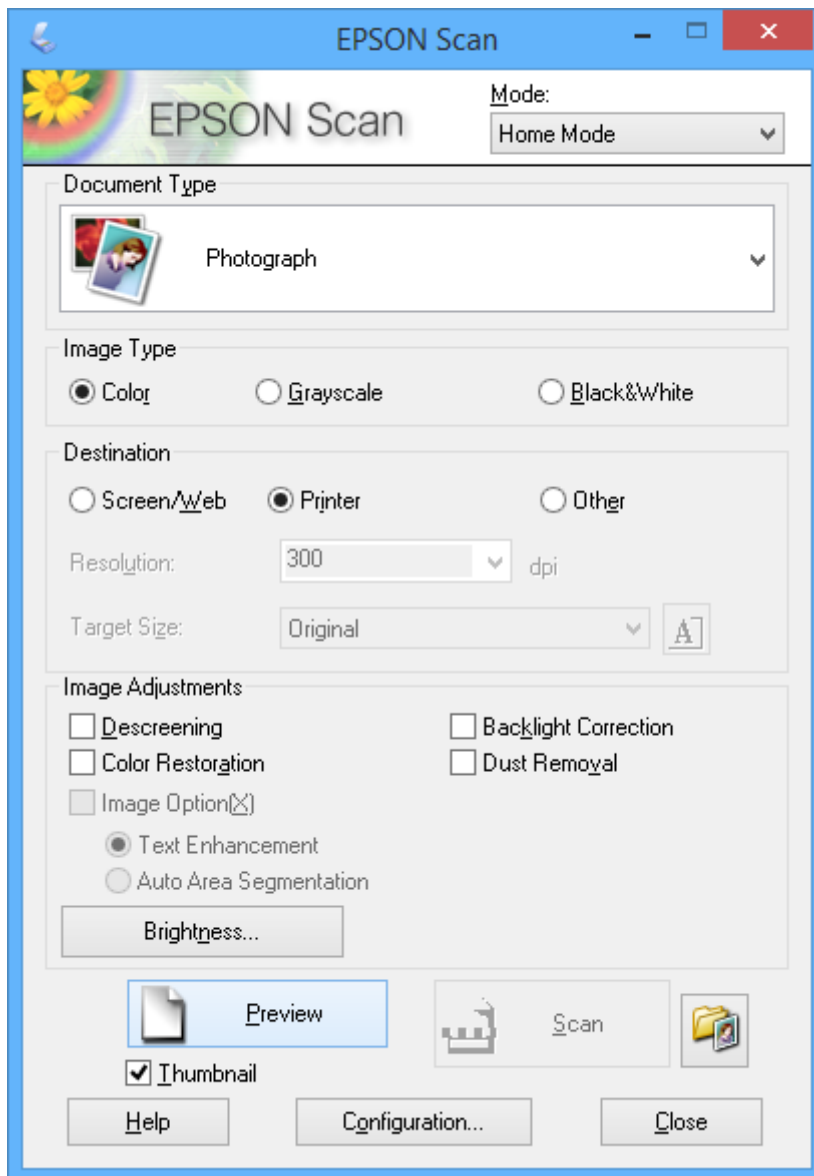 EPSON Scan
EPSON Scan
Mode:
Home Mode
Document Type
Photograph
Image Type
Color Grayscale Black&White
Destination
Screen/Web Printer Other
Resolution: 300 dpi
Target Size: Original A
Image Adjustments
Descreening Backlight Correction
Color Restoration Dust Removal
Image Option(X)
Text Enhancement
Auto Area Segmentation
Brightness...
Preview Scan
Thumbnail
Help Configuration... Close